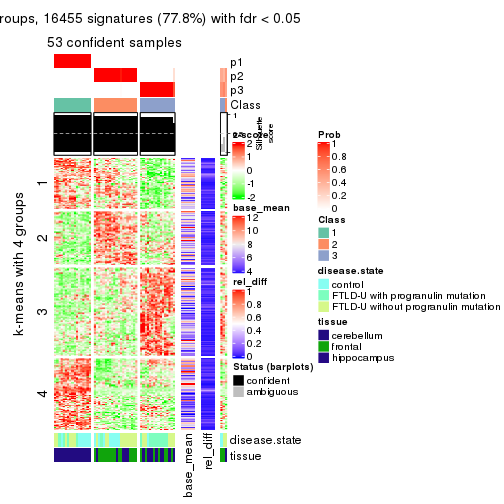 roups, 16455 signatures (77.8%) with fdr < 0.05
53 confident samples
p1
p2
p3
Class
1
Silhouette
score
z-score
2
1
0
-1
-2
base_mean
12
10
8
6
4
rel_diff
1
0.8
0.6
0.4
0.2
0
Status (barplots)
confident
ambiguous
Prob
1
0.8
0.6
0.4
0.2
0
Class
1
2
3
disease.state
control
FTLD-U with progranulin mutation
FTLD-U without progranulin mutation
tissue
cerebellum
frontal
hippocampus
k-means with 4 groups
1
2
3
4
disease.state
tissue
base_mean
rel_diff